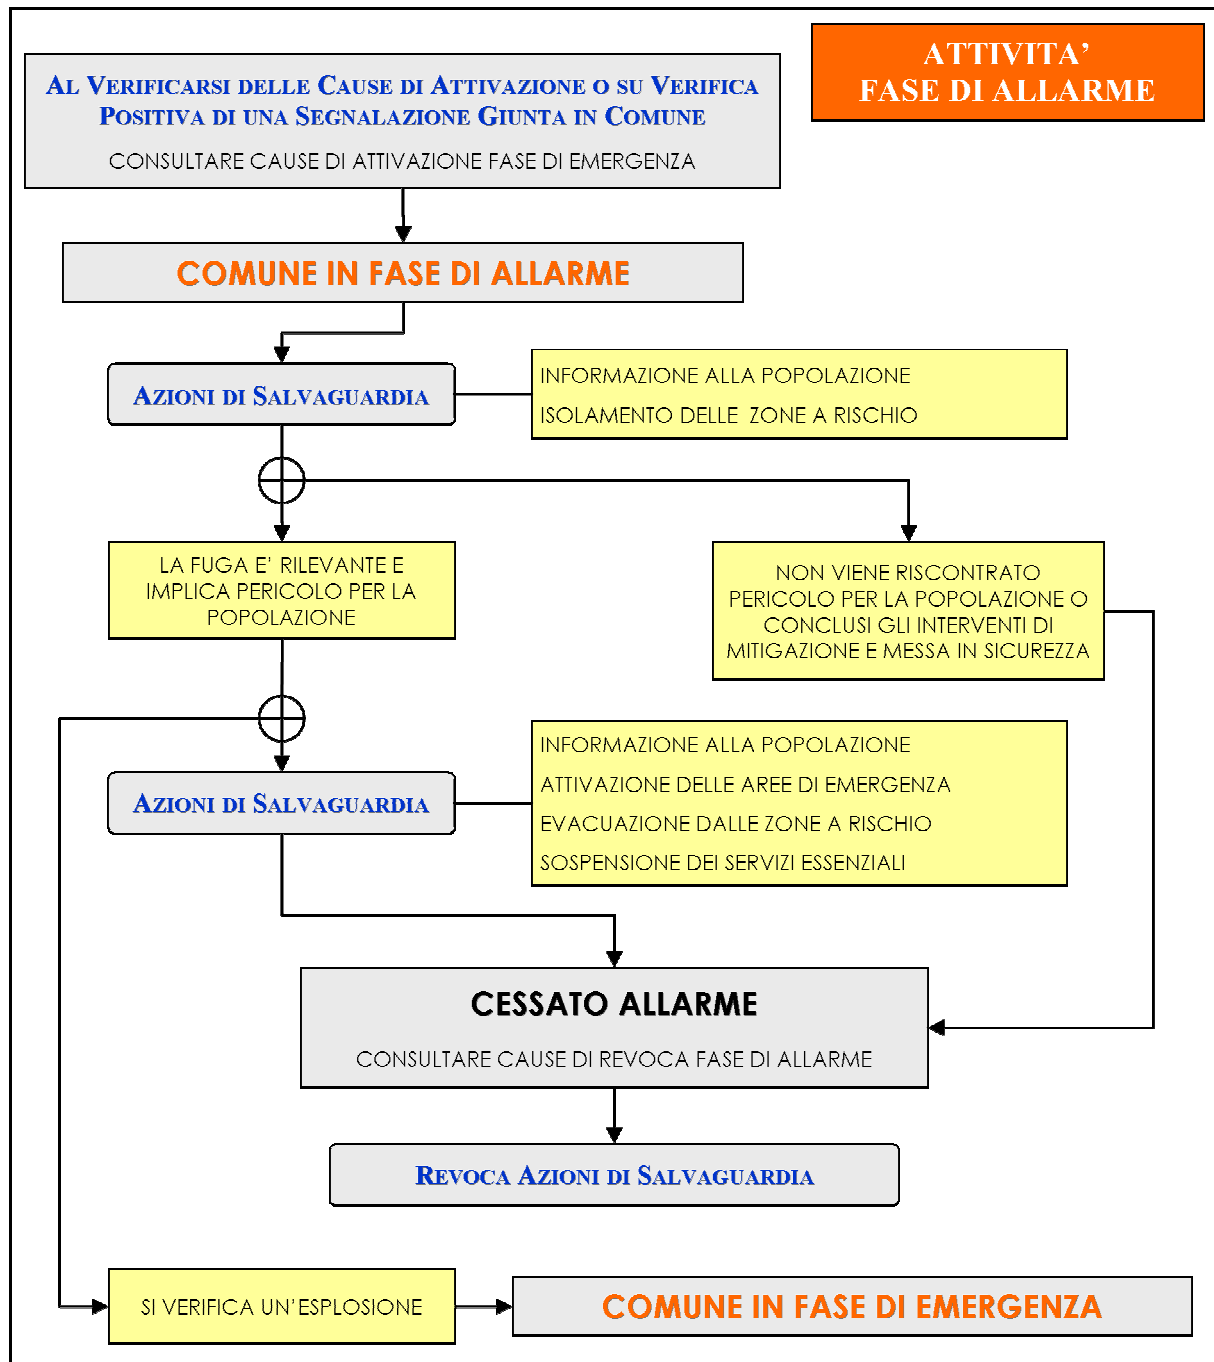 ATTIVITA’
FASE DI ALLARME
AL VERIFICARSI DELLE CAUSE DI ATTIVAZIONE O SU VERIFICA
POSITIVA DI UNA SEGNALAZIONE GIUNTA IN COMUNE
CONSULTARE CAUSE DI ATTIVAZIONE FASE DI EMERGENZA
COMUNE IN FASE DI ALLARME
AZIONI DI SALVAGUARDIA
INFORMAZIONE ALLA POPOLAZIONE
ISOLAMENTO DELLE ZONE A RISCHIO
LA FUGA E’ RILEVANTE E
IMPLICA PERICOLO PER LA
POPOLAZIONE
NON VIENE RISCONTRATO
PERICOLO PER LA POPOLAZIONE O
CONCLUSI GLI INTERVENTI DI
MITIGAZIONE E MESSA IN SICUREZZA
AZIONI DI SALVAGUARDIA
INFORMAZIONE ALLA POPOLAZIONE
ATTIVAZIONE DELLE AREE DI EMERGENZA
EVACUAZIONE DALLE ZONE A RISCHIO
SOSPENSIONE DEI SERVIZI ESSENZIALI
CESSATO ALLARME
CONSULTARE CAUSE DI REVOCA FASE DI ALLARME
REVOCA AZIONI DI SALVAGUARDIA
SI VERIFICA UN’ESPLOSIONE
COMUNE IN FASE DI EMERGENZA